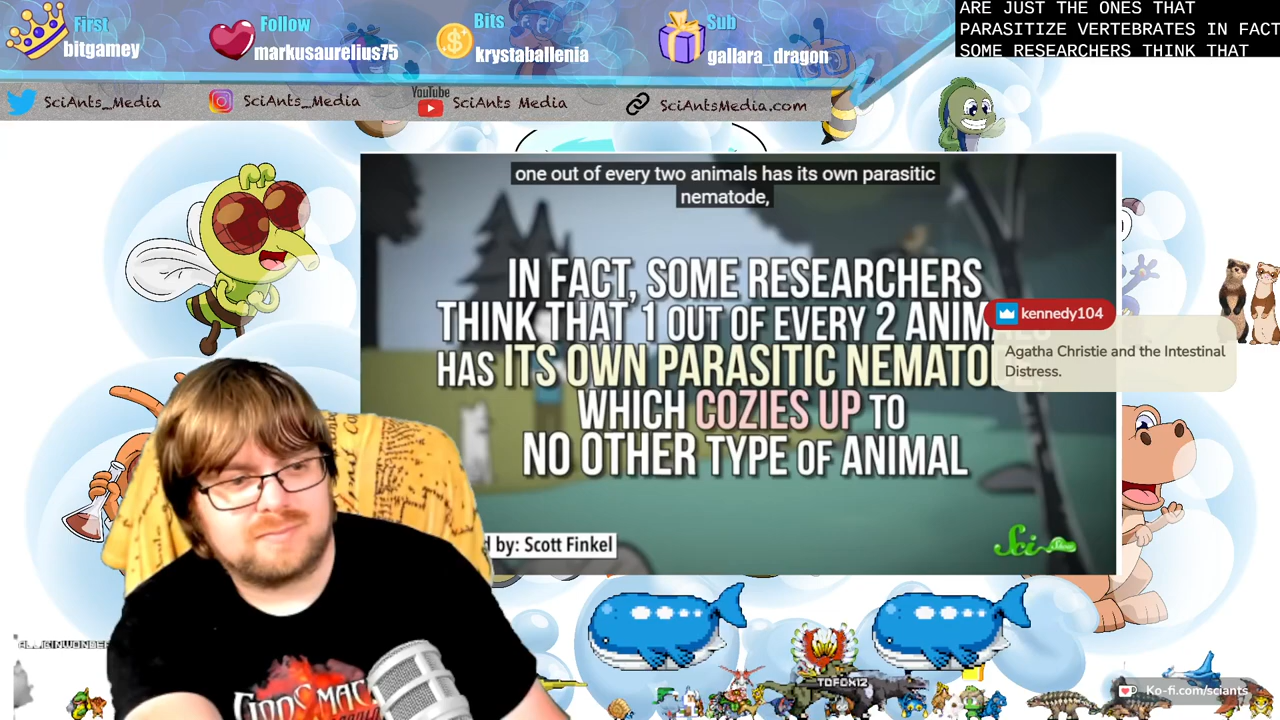 First
bitgamey
Follow
markusaurelius75
Bits
krystaballenia
Sub
gallara_dragon
ARE JUST THE ONES THAT
PARASITIZE VERTEBRATES IN FACT
SOME RESEARCHERS THINK THAT
SciAnts_Media
SciAnts_Media
YouTube
SciAnts Media
SciAntsMedia.com
one out of every two animals has its own parasitic
nematode,
IN FACT, SOME RESEARCHERS
THINK THAT 1 OUT OF EVERY 2
HAS ITS OWN PARASITIC
WHICH COZIES UP TO
NO OTHER TYPE OF ANIMAL
kennedy104
Agatha Christie and the Intestinal
Distress.
by: Scott Finkel
Sci
TDFOX12
Ko-fi.com/sciants